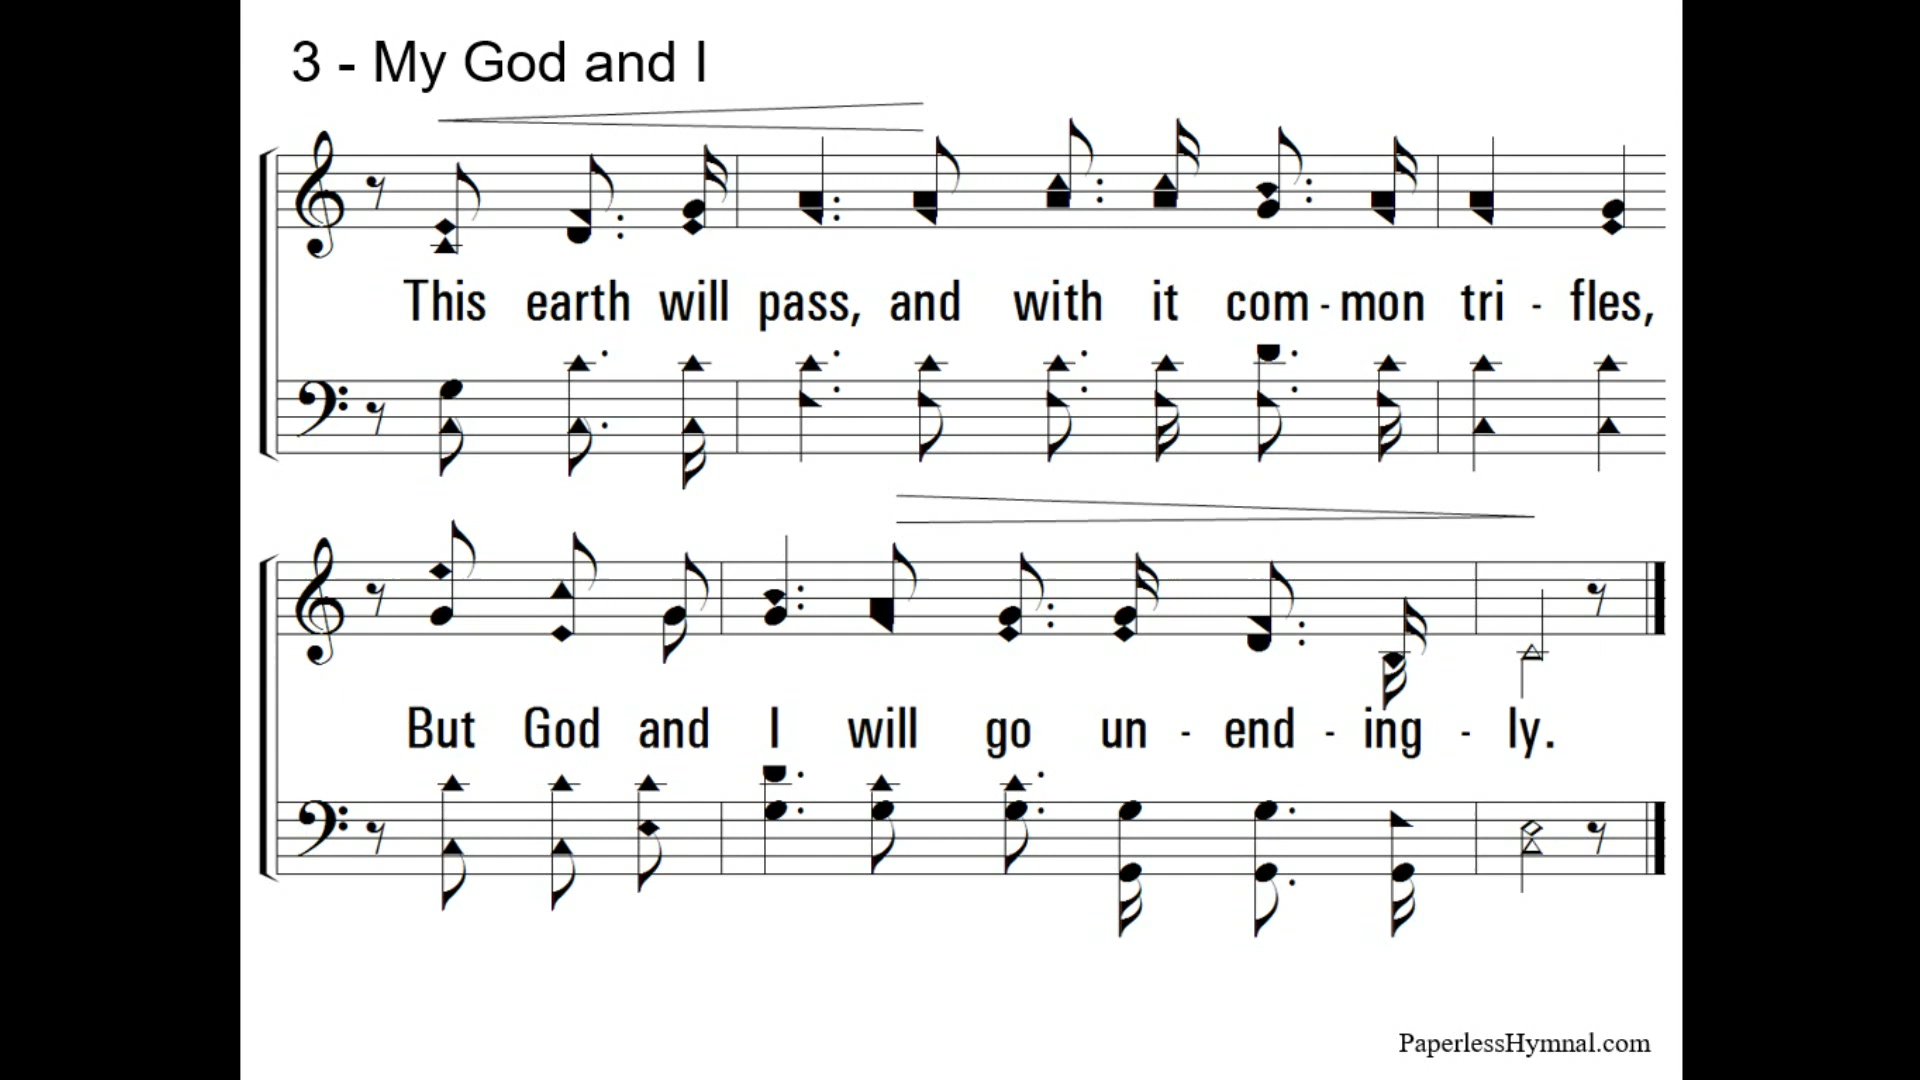 3 - My God and I
This earth will pass, and with it com - mon tri - fles,
But God and I will go un - end - ing - ly.
PaperlessHymnal.com